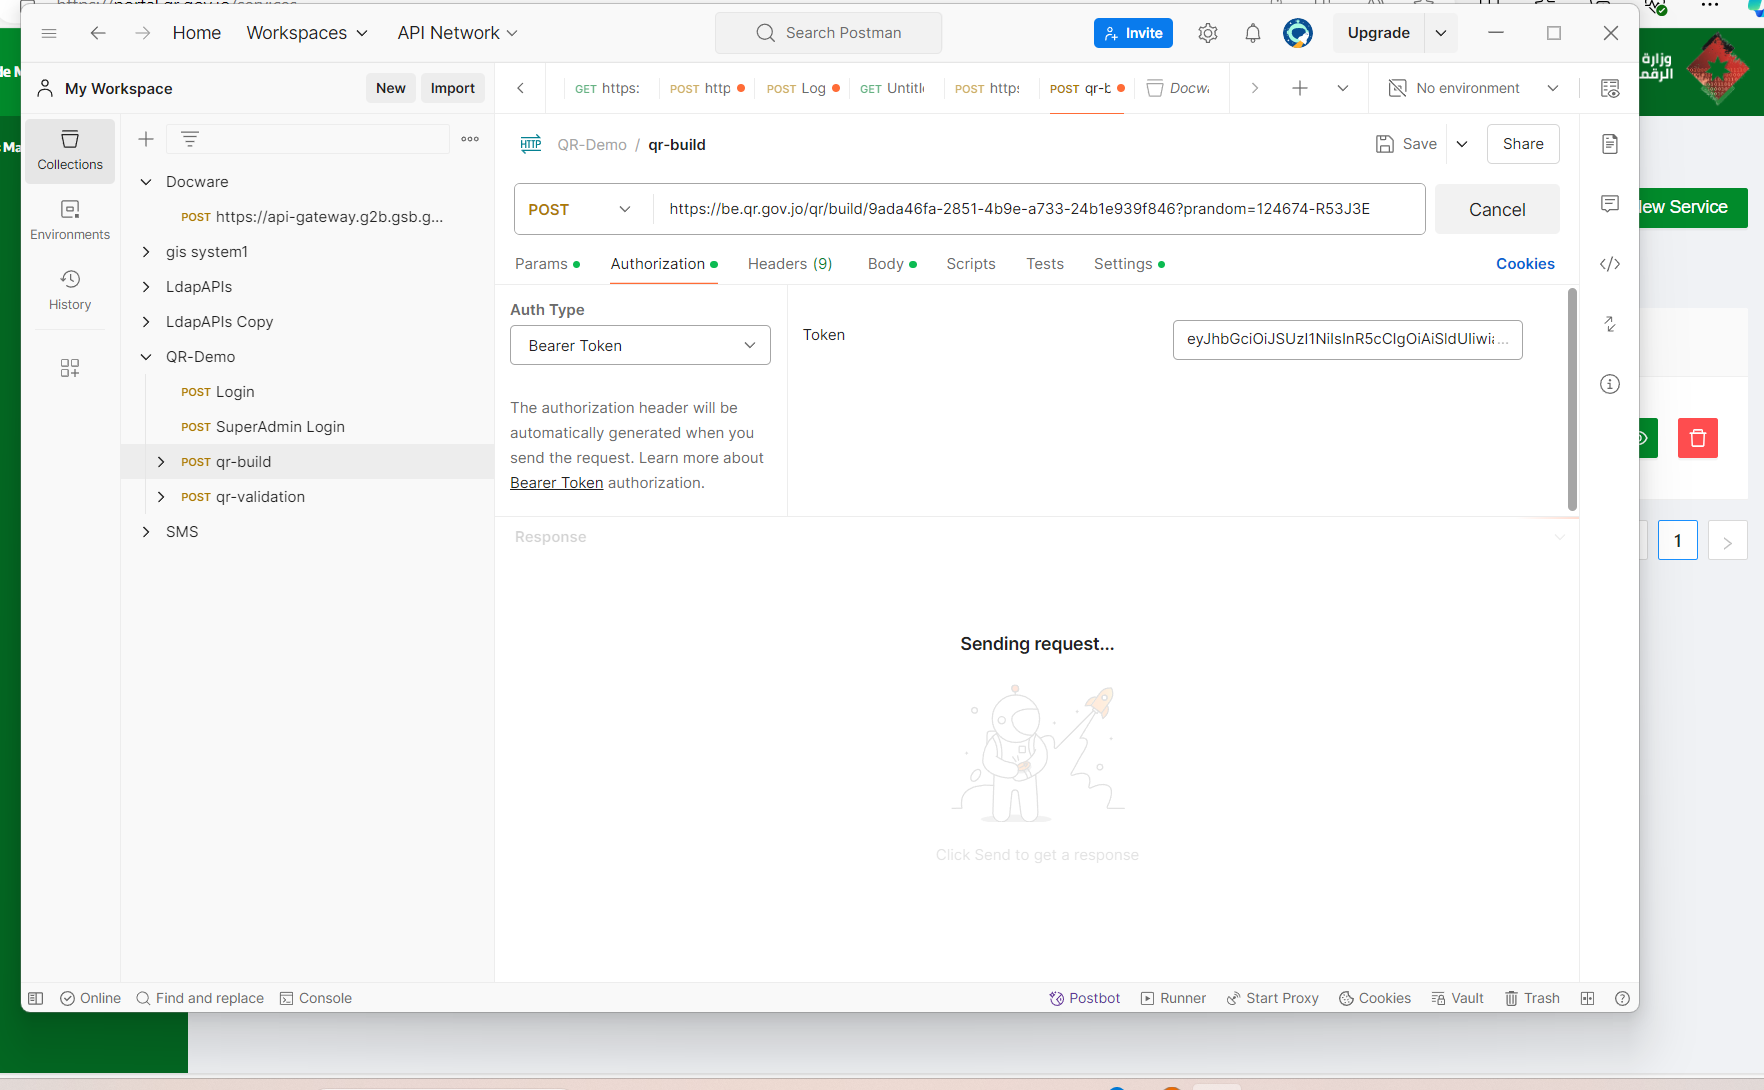 Home Workspaces API Network Search Postman Invite Upgrade
My Workspace New Import GET https: POST http POST Log GET Untitl POST https POST qr-b Docw No environment
Collections
Environments
History
Docware
POST https://api-gateway.g2b.gsb.g...
gis system1
LdapAPIs
LdapAPIs Copy
QR-Demo
POST Login
POST SuperAdmin Login
POST qr-build
POST qr-validation
SMS
HTTP QR-Demo / qr-build Save Share
POST https://be.qr.gov.jo/qr/build/9ada46fa-2851-4b9e-a733-24b1e939f846?prandom=124674-R53J3E Cancel
Params Authorization Headers (9) Body Scripts Tests Settings Cookies
Auth Type
Bearer Token
Token
The authorization header will be
automatically generated when you
send the request. Learn more about
Bearer Token authorization.
Response
Sending request...
Click Send to get a response
Online Find and replace Console Postbot Runner Start Proxy Cookies Vault Trash
وزارة
ew Service
1